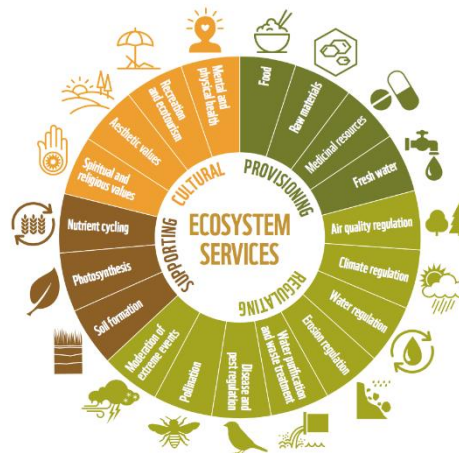 ECOSYSTEM
SERVICES
PROVISIONING
Food
Raw materials
Medicinal resources
Fresh water
REGULATING
Air quality regulation
Climate regulation
Water regulation
Erosion regulation
Water purification
and waste treatment
Disease and
pest regulation
Pollination
Moderation of
extreme events
SUPPORTING
Soil formation
Photosynthesis
Nutrient cycling
CULTURAL
Spiritual and
religious values
Aesthetic values
Recreation
and ecotourism
Mental and
physical health